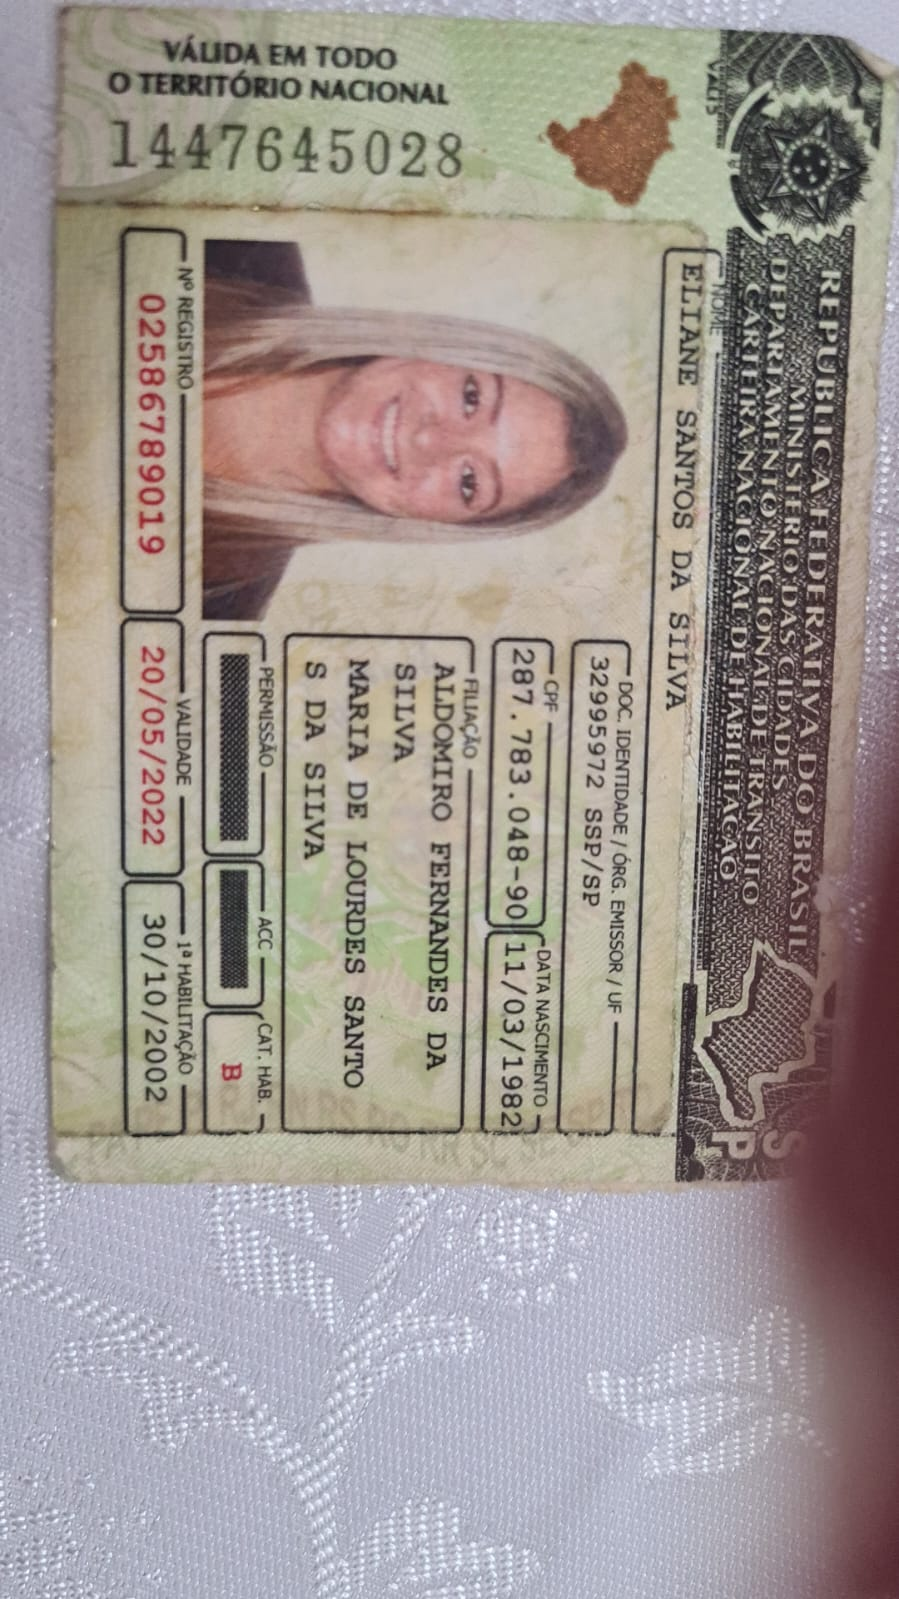 REPÚBLICA FEDERATIVA DO BRASIL
MINISTÉRIO DAS CIDADES
DEPARTAMENTO NACIONAL DE TRÂNSITO
CARTEIRA NACIONAL DE HABILITAÇÃO
SP
NOME
ELIANE SANTOS DA SILVA
DOC. IDENTIDADE / ÓRG. EMISSOR / UF
32995972 SSP/SP
CPF
287.783.048-90
DATA NASCIMENTO
11/03/1982
FILIAÇÃO
ALDOMIRO FERNANDES DA
SILVA
MARIA DE LOURDES SANTO
S DA SILVA
PERMISSÃO
ACC
CAT. HAB.
B
Nº REGISTRO
02586789019
VALIDADE
20/05/2022
1ª HABILITAÇÃO
30/10/2002
VÁLIDA EM TODO
O TERRITÓRIO NACIONAL
1447645028